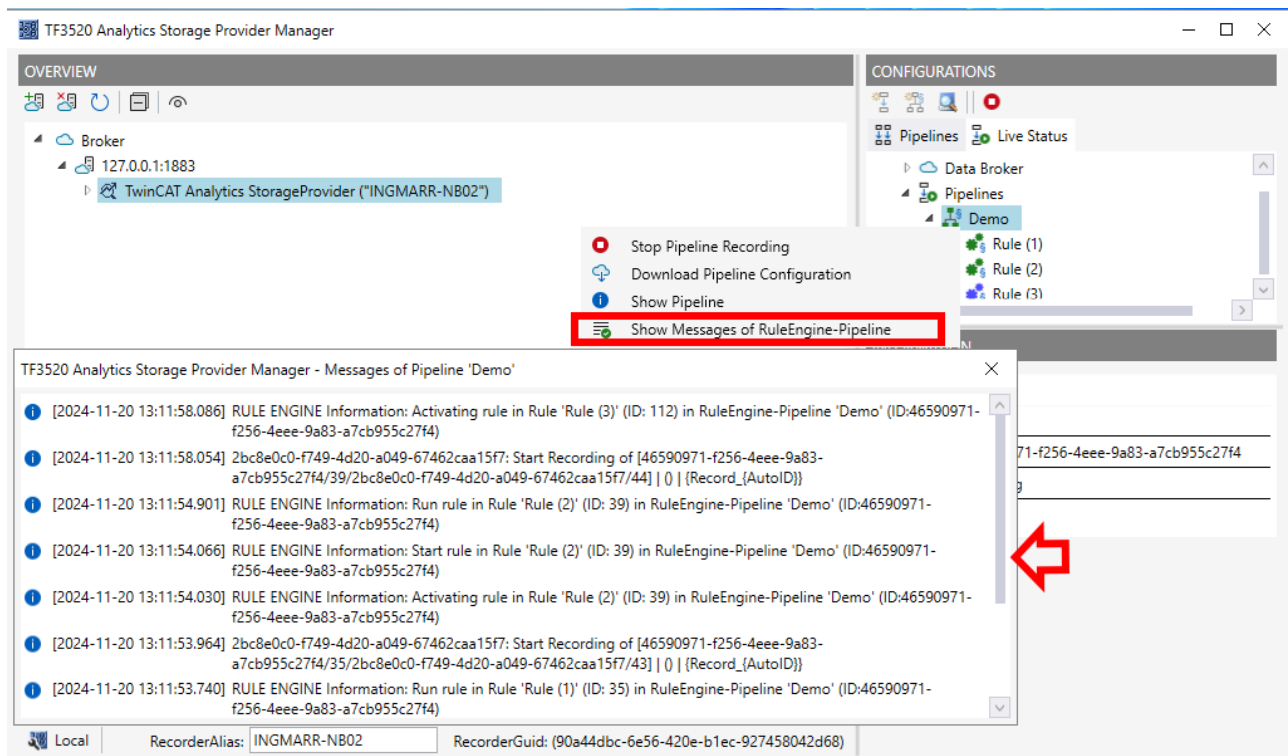 TF3520 Analytics Storage Provider Manager
OVERVIEW
Broker
127.0.0.1:1883
TwinCAT Analytics StorageProvider ("INGMARR-NB02")
CONFIGURATIONS
Pipelines
Live Status
Data Broker
Pipelines
Demo
Rule (1)
Rule (2)
Rule (3)
Stop Pipeline Recording
Download Pipeline Configuration
Show Pipeline
Show Messages of RuleEngine-Pipeline
TF3520 Analytics Storage Provider Manager - Messages of Pipeline 'Demo'
[2024-11-20 13:11:58.086] RULE ENGINE Information: Activating rule in Rule 'Rule (3)' (ID: 112) in RuleEngine-Pipeline 'Demo' (ID:46590971-
f256-4eee-9a83-a7cb955c27f4)
[2024-11-20 13:11:58.054] 2bc8e0c0-f749-4d20-a049-67462caa15f7: Start Recording of [46590971-f256-4eee-9a83-
a7cb955c27f4/39/2bc8e0c0-f749-4d20-a049-67462caa15f7/44] | () | {Record_{AutoID}}
[2024-11-20 13:11:54.901] RULE ENGINE Information: Run rule in Rule 'Rule (2)' (ID: 39) in RuleEngine-Pipeline 'Demo' (ID:46590971-
f256-4eee-9a83-a7cb955c27f4)
[2024-11-20 13:11:54.066] RULE ENGINE Information: Start rule in Rule 'Rule (2)' (ID: 39) in RuleEngine-Pipeline 'Demo' (ID:46590971-
f256-4eee-9a83-a7cb955c27f4)
[2024-11-20 13:11:54.030] RULE ENGINE Information: Activating rule in Rule 'Rule (2)' (ID: 39) in RuleEngine-Pipeline 'Demo' (ID:46590971-
f256-4eee-9a83-a7cb955c27f4)
[2024-11-20 13:11:53.964] 2bc8e0c0-f749-4d20-a049-67462caa15f7: Start Recording of [46590971-f256-4eee-9a83-
a7cb955c27f4/35/2bc8e0c0-f749-4d20-a049-67462caa15f7/43] | () | {Record_{AutoID}}
[2024-11-20 13:11:53.740] RULE ENGINE Information: Run rule in Rule 'Rule (1)' (ID: 35) in RuleEngine-Pipeline 'Demo' (ID:46590971-
f256-4eee-9a83-a7cb955c27f4)
71-f256-4eee-9a83-a7cb955c27f4
Local
RecorderAlias: INGMARR-NB02
RecorderGuid: (90a44dbc-6e56-420e-b1ec-927458042d68)